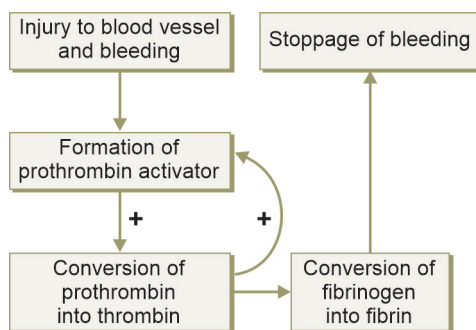 Injury to blood vessel
and bleeding
Stoppage of bleeding
Formation of
prothrombin activator
+
+
Conversion of
prothrombin
into thrombin
Conversion of
fibrinogen
into fibrin